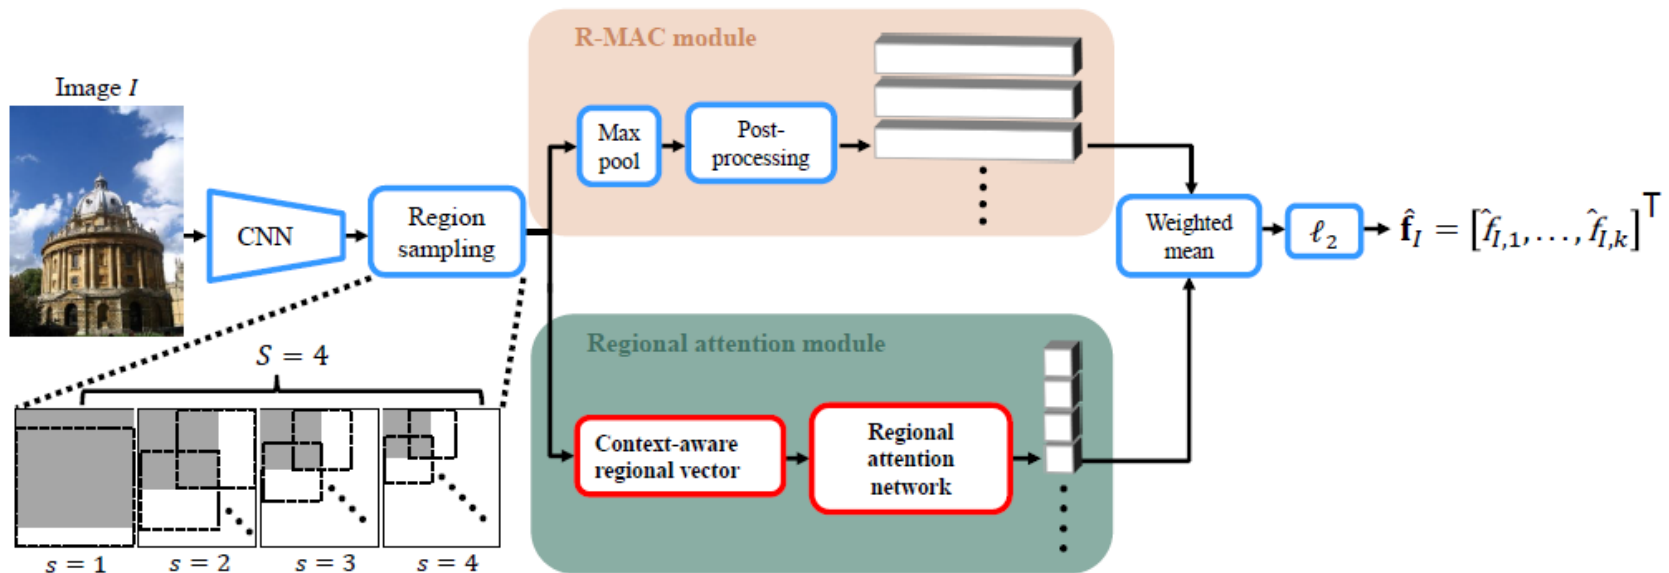 Image I
CNN
Region
sampling
R-MAC module
Max
pool
Post-
processing
Regional attention module
Context-aware
regional vector
Regional
attention
network
Weighted
mean
ℓ₂
𝐟̂_I = [f̂_{I,1}, ..., f̂_{I,k}]^T
S = 4
s = 1
s = 2
s = 3
s = 4